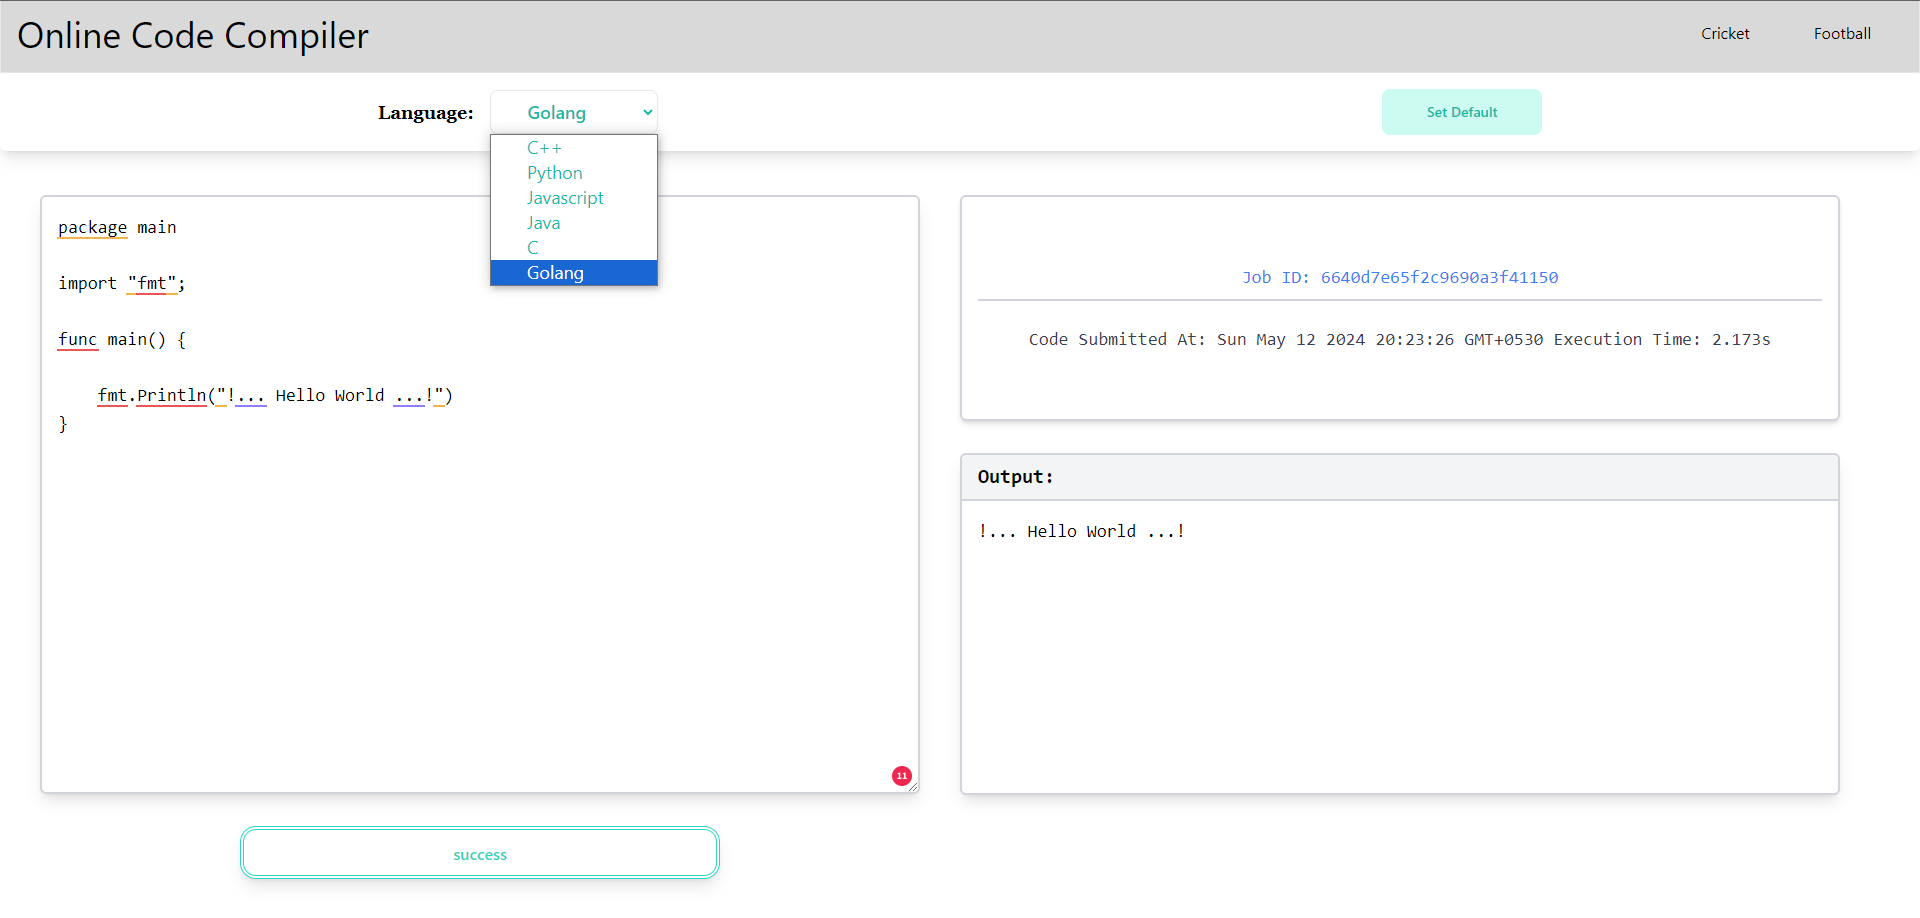 Online Code Compiler
Cricket
Football
Language:
Golang
Set Default
C++
Python
Javascript
Java
C
Golang
package main
import "fmt";
func main() {
fmt.Println("!... Hello World ...!")
}
11
success
Job ID: 6640d7e65f2c9690a3f41150
Code Submitted At: Sun May 12 2024 20:23:26 GMT+0530 Execution Time: 2.173s
Output:
!... Hello World ...!